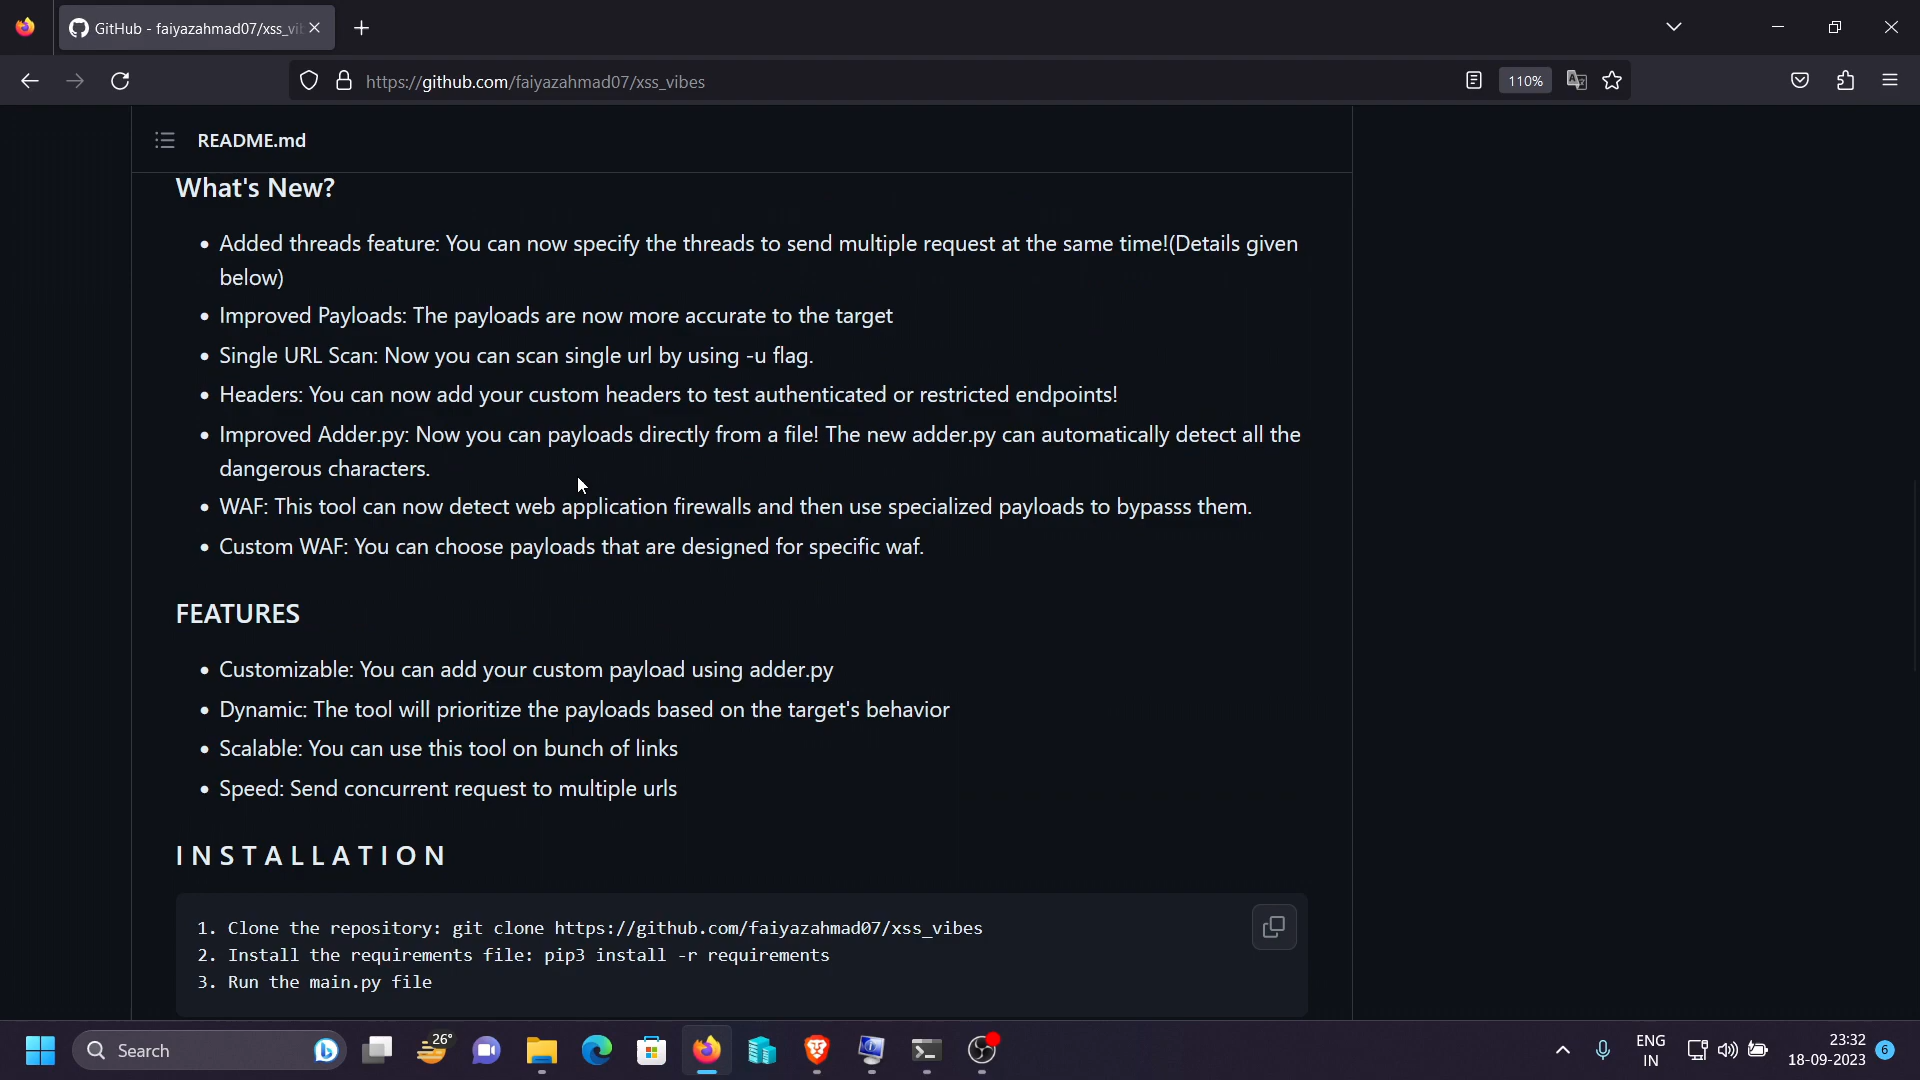 GitHub - faiyazahmad07/xss_vib
https://github.com/faiyazahmad07/xss_vibes
110%
README.md
What's New?
• Added threads feature: You can now specify the threads to send multiple request at the same time!(Details given
below)
• Improved Payloads: The payloads are now more accurate to the target
• Single URL Scan: Now you can scan single url by using -u flag.
• Headers: You can now add your custom headers to test authenticated or restricted endpoints!
• Improved Adder.py: Now you can payloads directly from a file! The new adder.py can automatically detect all the
dangerous characters.
• WAF: This tool can now detect web application firewalls and then use specialized payloads to bypasss them.
• Custom WAF: You can choose payloads that are designed for specific waf.
FEATURES
• Customizable: You can add your custom payload using adder.py
• Dynamic: The tool will prioritize the payloads based on the target's behavior
• Scalable: You can use this tool on bunch of links
• Speed: Send concurrent request to multiple urls
I N S T A L L A T I O N
1. Clone the repository: git clone https://github.com/faiyazahmad07/xss_vibes
2. Install the requirements file: pip3 install -r requirements
3. Run the main.py file
Search
26°
ENG
IN
23:32
18-09-2023
6